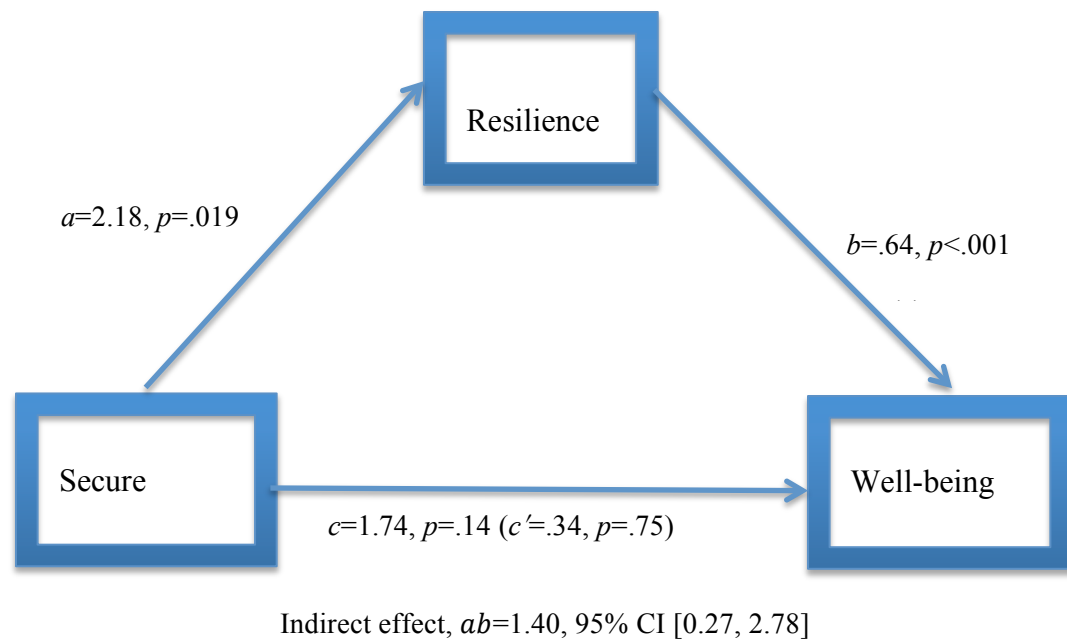 Resilience
a=2.18, p=.019
b=.64, p<.001
Secure
Well-being
c=1.74, p=.14 (c′=.34, p=.75)
Indirect effect, ab=1.40, 95% CI [0.27, 2.78]